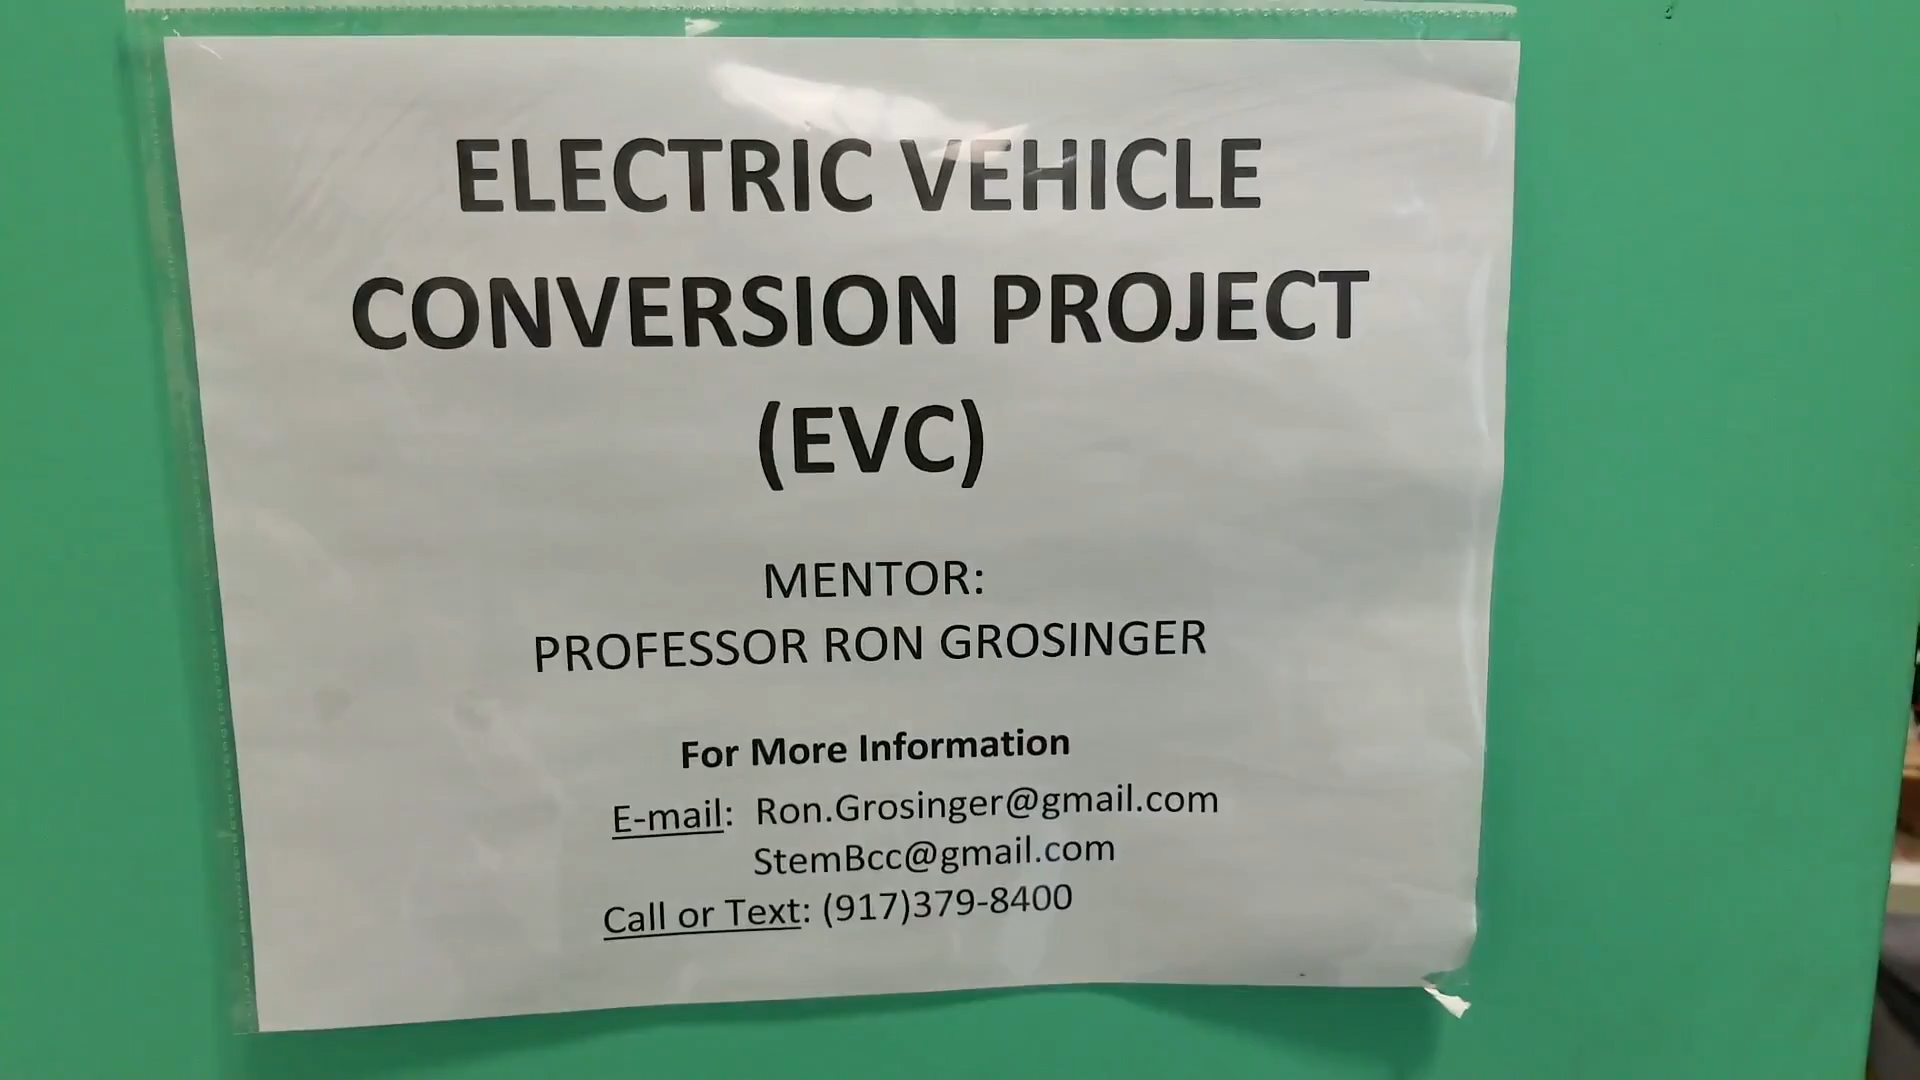 ELECTRIC VEHICLE
CONVERSION PROJECT
(EVC)
MENTOR:
PROFESSOR RON GROSINGER
For More Information
E-mail: Ron.Grosinger@gmail.com
StemBcc@gmail.com
Call or Text: (917)379-8400